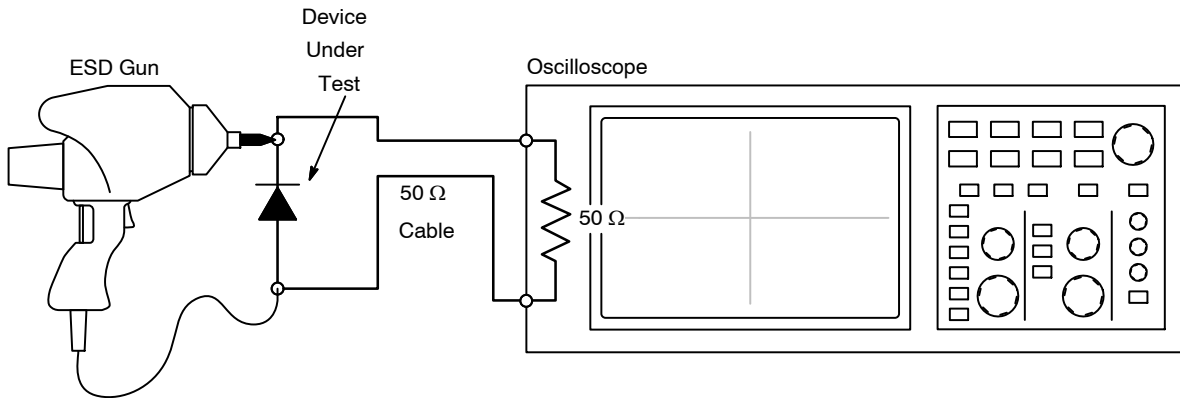 Device
Under
Test
ESD Gun
Oscilloscope
50 Ω
Cable
50 Ω